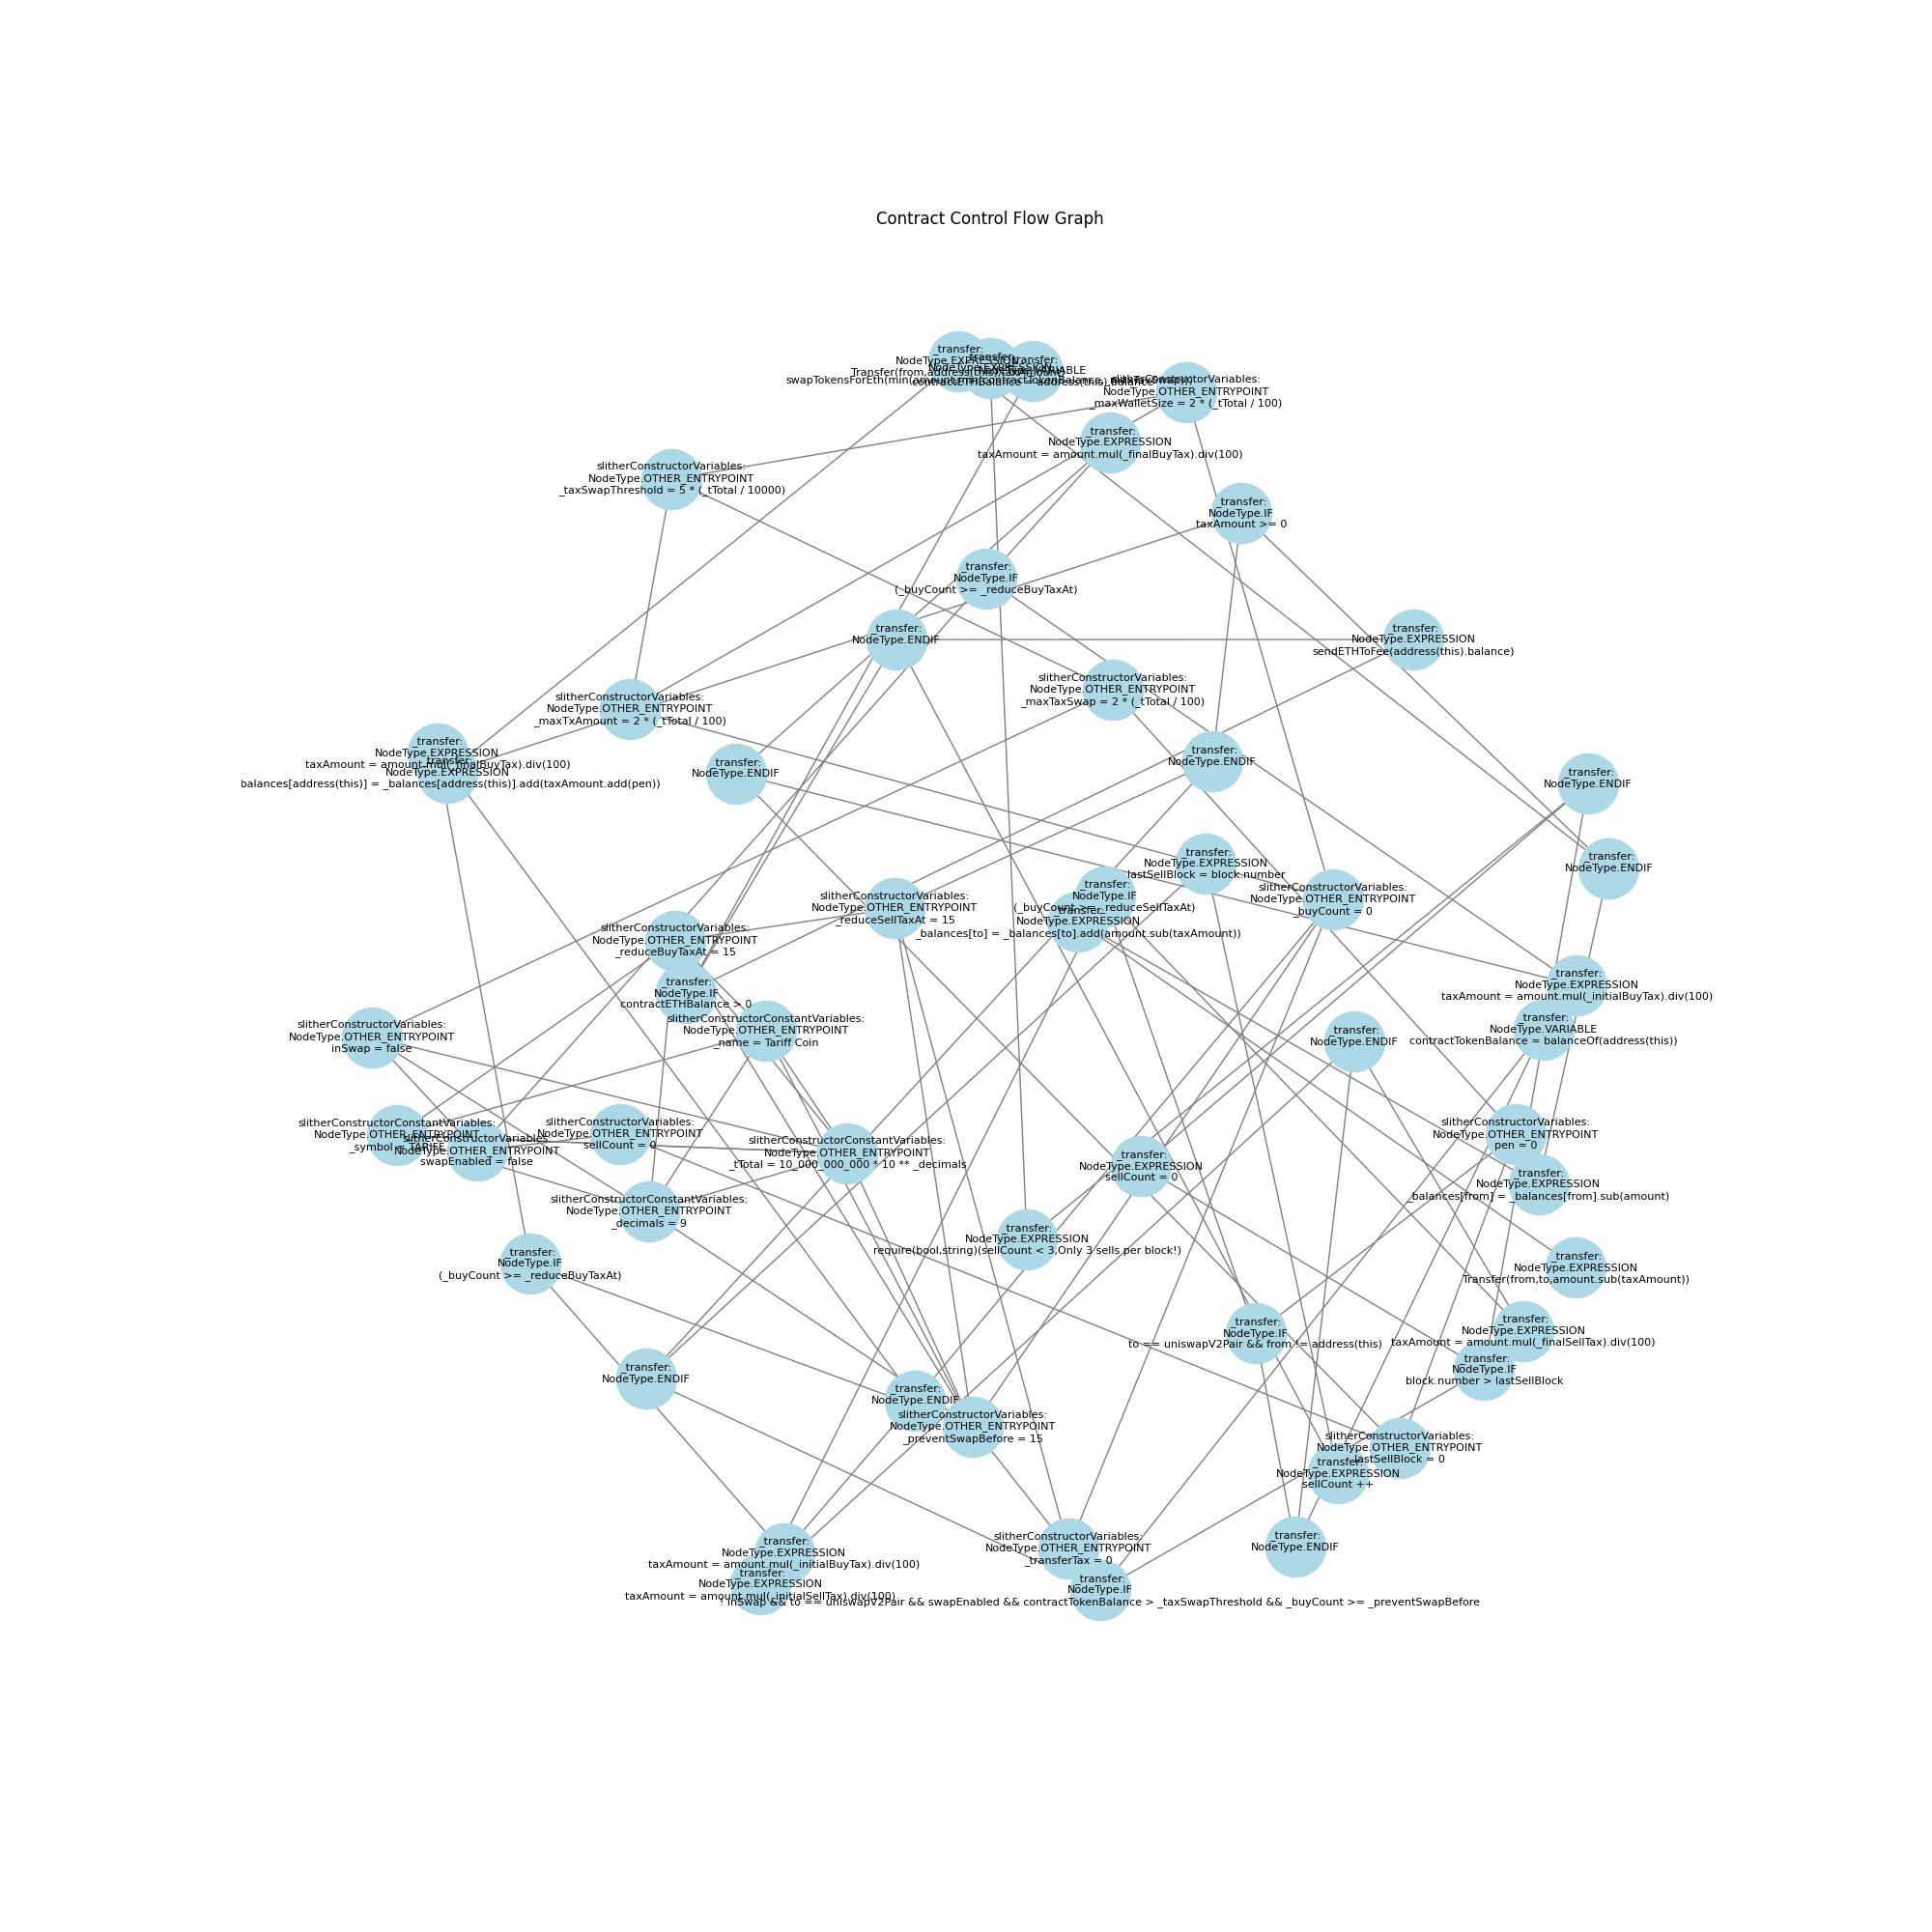 Contract Control Flow Graph
_transfer:
NodeType.EXPRESSION
Transfer(from,address(this),taxAmount)
_transfer:
NodeType.EXPRESSION
_transfer:
NodeType.VARIABLE
contractETHBalance = address(this).balance
slitherConstructorVariables:
NodeType.OTHER_ENTRYPOINT
_maxWalletSize = 2 * (_tTotal / 100)
_transfer:
NodeType.EXPRESSION
taxAmount = amount.mul(_finalBuyTax).div(100)
slitherConstructorVariables:
NodeType.OTHER_ENTRYPOINT
_taxSwapThreshold = 5 * (_tTotal / 10000)
_transfer:
NodeType.IF
taxAmount >= 0
_transfer:
NodeType.IF
(_buyCount >= _reduceBuyTaxAt)
_transfer:
NodeType.ENDIF
_transfer:
NodeType.EXPRESSION
sendETHToFee(address(this).balance)
slitherConstructorVariables:
NodeType.OTHER_ENTRYPOINT
_maxTaxSwap = 2 * (_tTotal / 100)
slitherConstructorVariables:
NodeType.OTHER_ENTRYPOINT
_maxTxAmount = 2 * (_tTotal / 100)
_transfer:
NodeType.EXPRESSION
taxAmount = amount.mul(_finalBuyTax).div(100)
_transfer:
NodeType.EXPRESSION
balances[address(this)] = _balances[address(this)].add(taxAmount.add(pen))
_transfer:
NodeType.ENDIF
_transfer:
NodeType.ENDIF
_transfer:
NodeType.ENDIF
_transfer:
NodeType.EXPRESSION
lastSellBlock = block.number
_transfer:
NodeType.ENDIF
_transfer:
NodeType.IF
(_buyCount >= _reduceSellTaxAt)
_transfer:
NodeType.EXPRESSION
_balances[to] = _balances[to].add(amount.sub(taxAmount))
slitherConstructorVariables:
NodeType.OTHER_ENTRYPOINT
_buyCount = 0
slitherConstructorVariables:
NodeType.OTHER_ENTRYPOINT
_reduceSellTaxAt = 15
slitherConstructorVariables:
NodeType.OTHER_ENTRYPOINT
_reduceBuyTaxAt = 15
_transfer:
NodeType.IF
contractETHBalance > 0
_transfer:
NodeType.EXPRESSION
taxAmount = amount.mul(_initialBuyTax).div(100)
_transfer:
NodeType.VARIABLE
contractTokenBalance = balanceOf(address(this))
slitherConstructorConstantVariables:
NodeType.OTHER_ENTRYPOINT
_name = Tariff Coin
slitherConstructorVariables:
NodeType.OTHER_ENTRYPOINT
inSwap = false
_transfer:
NodeType.ENDIF
slitherConstructorConstantVariables:
NodeType.OTHER_ENTRYPOINT
_symbol = TARIFF
slitherConstructorVariables:
NodeType.OTHER_ENTRYPOINT
swapEnabled = false
slitherConstructorVariables:
NodeType.OTHER_ENTRYPOINT
sellCount = 0
slitherConstructorConstantVariables:
NodeType.OTHER_ENTRYPOINT
_tTotal = 10_000_000_000 * 10 ** _decimals
_transfer:
NodeType.EXPRESSION
sellCount = 0
slitherConstructorVariables:
NodeType.OTHER_ENTRYPOINT
pen = 0
_transfer:
NodeType.EXPRESSION
_balances[from] = _balances[from].sub(amount)
slitherConstructorConstantVariables:
NodeType.OTHER_ENTRYPOINT
_decimals = 9
_transfer:
NodeType.EXPRESSION
require(bool,string)(sellCount < 3,Only 3 sells per block!)
_transfer:
NodeType.IF
(_buyCount >= _reduceBuyTaxAt)
_transfer:
NodeType.EXPRESSION
Transfer(from,to,amount.sub(taxAmount))
_transfer:
NodeType.IF
to == uniswapV2Pair && from != address(this)
_transfer:
NodeType.EXPRESSION
taxAmount = amount.mul(_finalSellTax).div(100)
_transfer:
NodeType.IF
block.number > lastSellBlock
_transfer:
NodeType.ENDIF
_transfer:
NodeType.ENDIF
slitherConstructorVariables:
NodeType.OTHER_ENTRYPOINT
_preventSwapBefore = 15
slitherConstructorVariables:
NodeType.OTHER_ENTRYPOINT
lastSellBlock = 0
_transfer:
NodeType.EXPRESSION
sellCount ++
_transfer:
NodeType.ENDIF
_transfer:
NodeType.EXPRESSION
taxAmount = amount.mul(_initialBuyTax).div(100)
_transfer:
NodeType.EXPRESSION
taxAmount = amount.mul(_initialSellTax).div(100)
slitherConstructorVariables:
NodeType.OTHER_ENTRYPOINT
_transferTax = 0
_transfer:
NodeType.IF
! inSwap && to == uniswapV2Pair && swapEnabled && contractTokenBalance > _taxSwapThreshold && _buyCount >= _preventSwapBefore